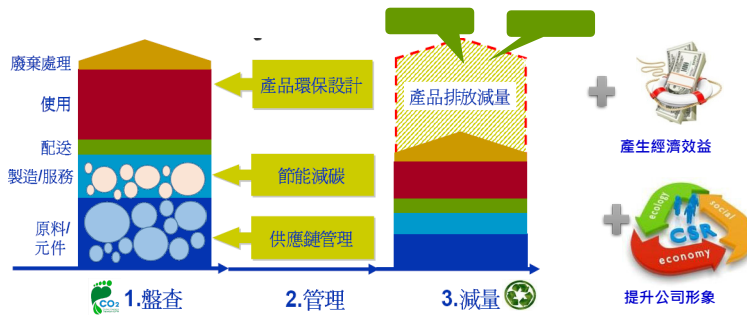 廢棄處理
使用
配送
製造/服務
原料/
元件
產品環保設計
節能減碳
供應鏈管理
產品排放減量
產生經濟效益
ecology
social
CSR
economy
提升公司形象
CO2
1.盤查
2.管理
3.減量